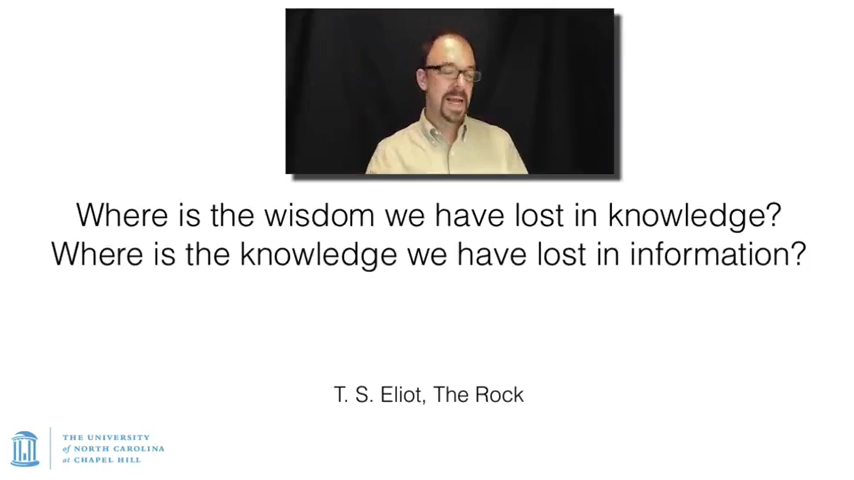 Where is the wisdom we have lost in knowledge?
Where is the knowledge we have lost in information?
T. S. Eliot, The Rock
THE UNIVERSITY
of NORTH CAROLINA
at CHAPEL HILL